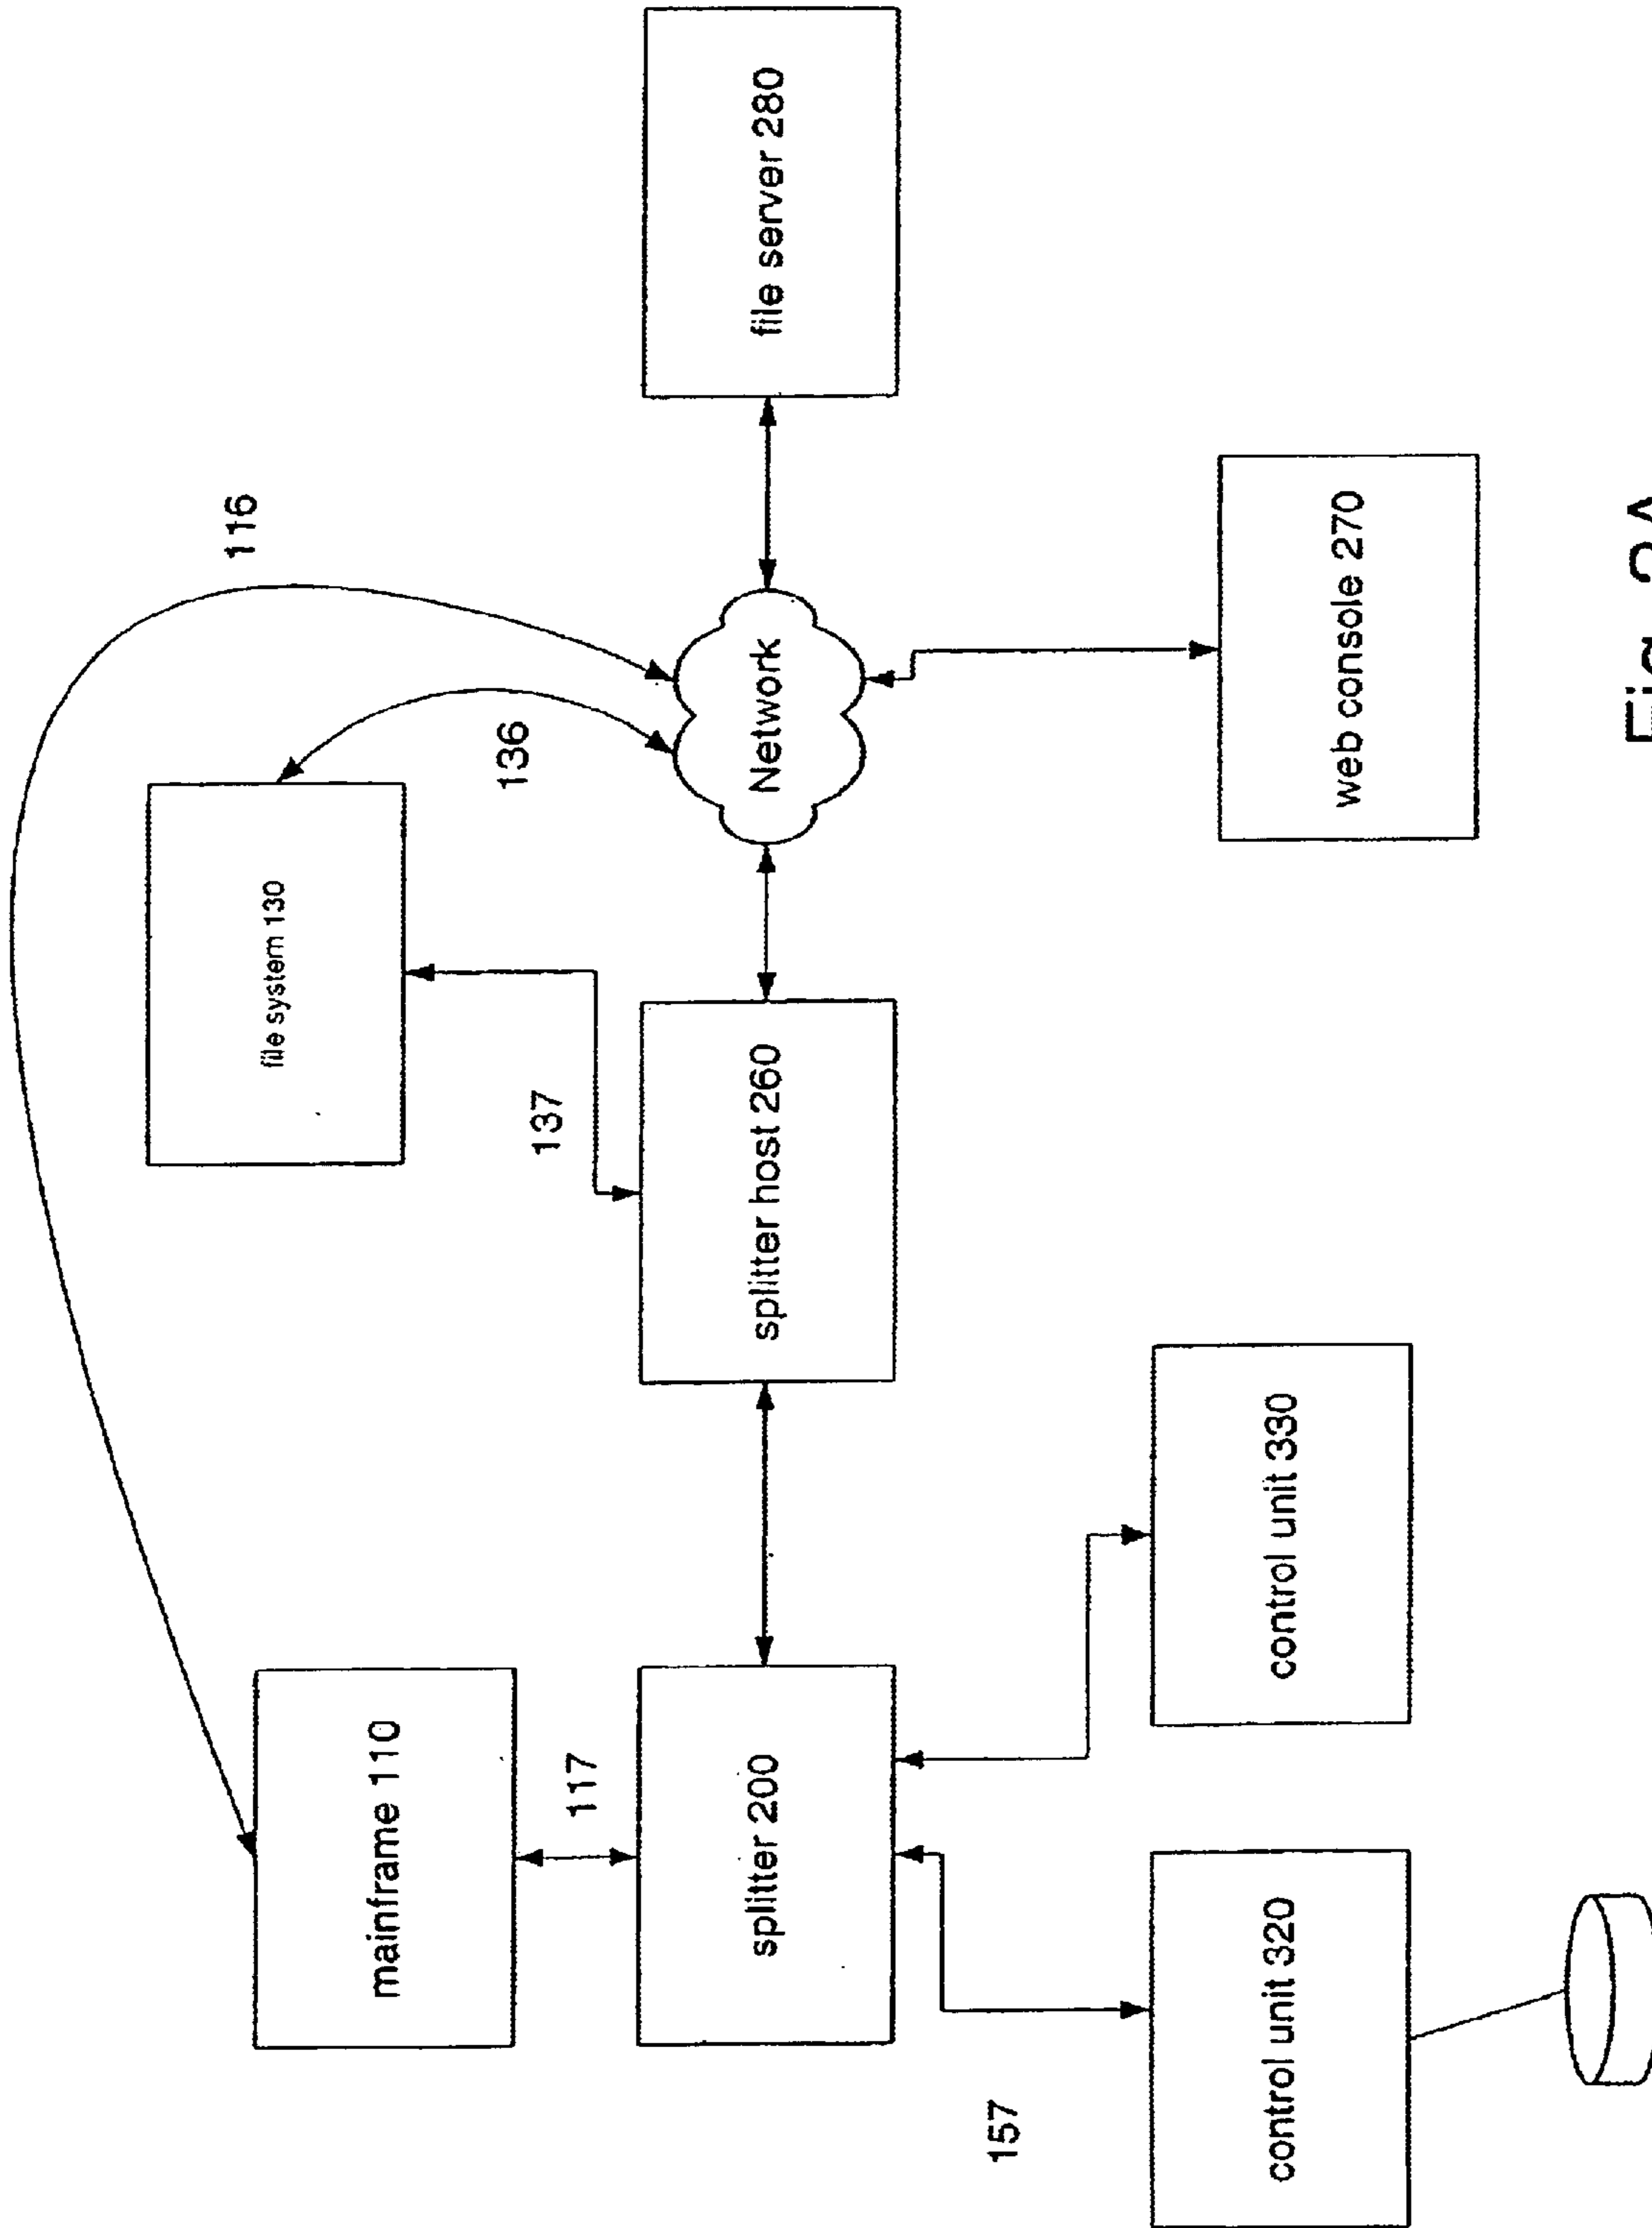 116
file system 130
mainframe 110
136
137
117
splitter 200
splitter host 260
Network
file server 280
157
control unit 320
control unit 330
web console 270
Fig.